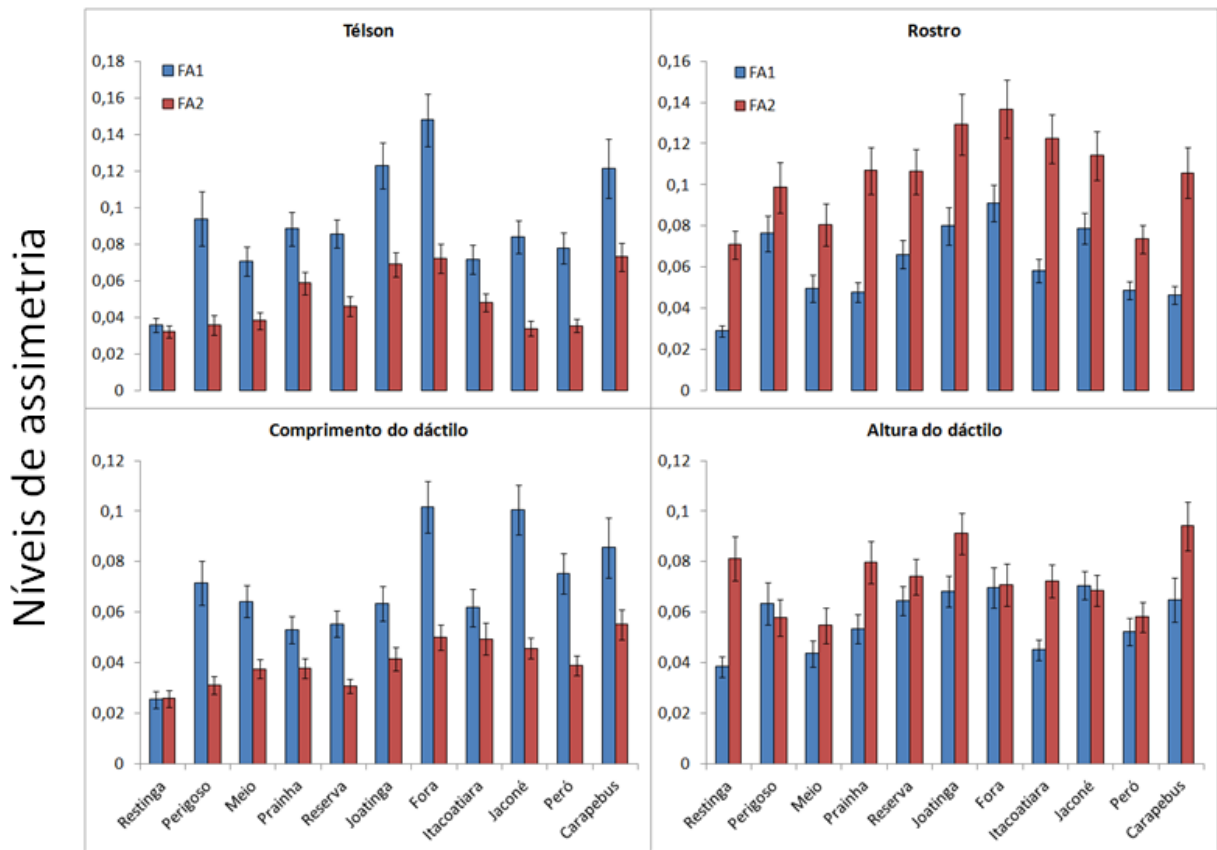 Níveis de assimetria
Télson
0,18
0,16
0,14
0,12
0,1
0,08
0,06
0,04
0,02
0
FA1
FA2
Rostro
0,16
0,14
0,12
0,1
0,08
0,06
0,04
0,02
0
FA1
FA2
Comprimento do dáctilo
0,12
0,1
0,08
0,06
0,04
0,02
0
Restinga
Perigoso
Meio
Prainha
Reserva
Joatinga
Fora
Itacoatiara
Jaconé
Peró
Carapebus
Altura do dáctilo
0,12
0,1
0,08
0,06
0,04
0,02
0
Restinga
Perigoso
Meio
Prainha
Reserva
Joatinga
Fora
Itacoatiara
Jaconé
Peró
Carapebus